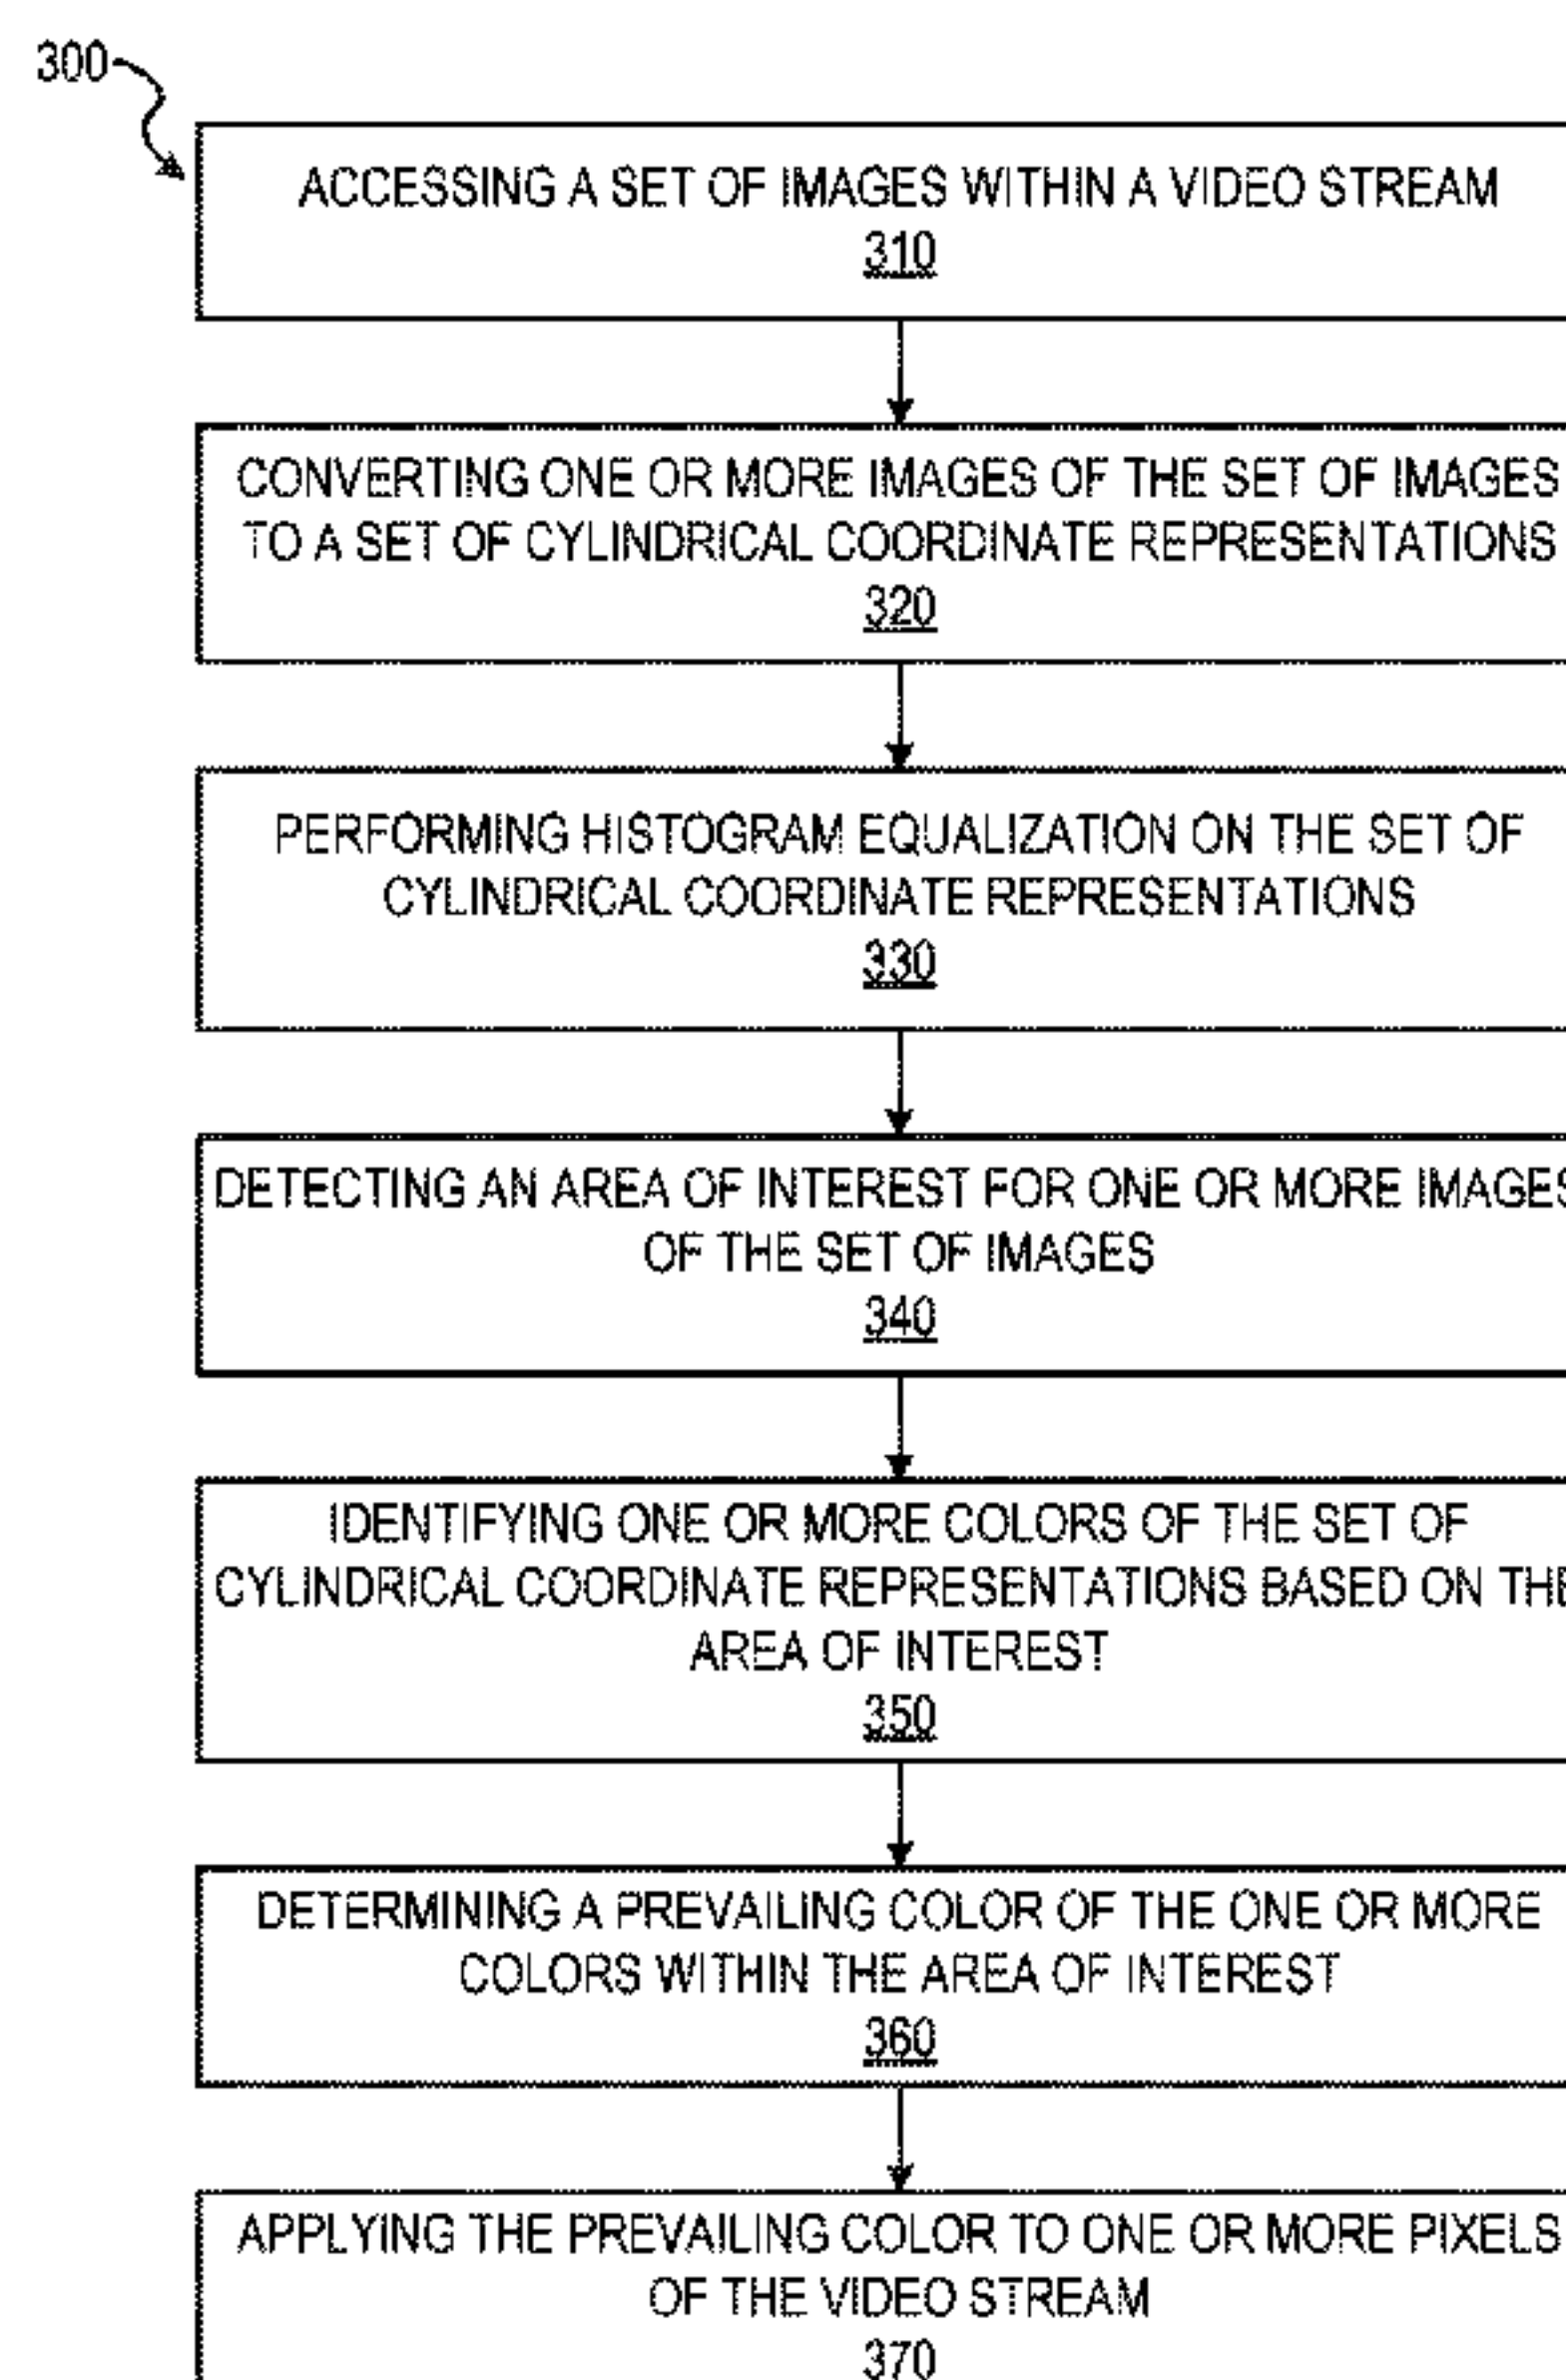 300
ACCESSING A SET OF IMAGES WITHIN A VIDEO STREAM
310
CONVERTING ONE OR MORE IMAGES OF THE SET OF IMAGES
TO A SET OF CYLINDRICAL COORDINATE REPRESENTATIONS
320
PERFORMING HISTOGRAM EQUALIZATION ON THE SET OF
CYLINDRICAL COORDINATE REPRESENTATIONS
330
DETECTING AN AREA OF INTEREST FOR ONE OR MORE IMAGES
OF THE SET OF IMAGES
340
IDENTIFYING ONE OR MORE COLORS OF THE SET OF
CYLINDRICAL COORDINATE REPRESENTATIONS BASED ON THE
AREA OF INTEREST
350
DETERMINING A PREVAILING COLOR OF THE ONE OR MORE
COLORS WITHIN THE AREA OF INTEREST
360
APPLYING THE PREVAILING COLOR TO ONE OR MORE PIXELS
OF THE VIDEO STREAM
370